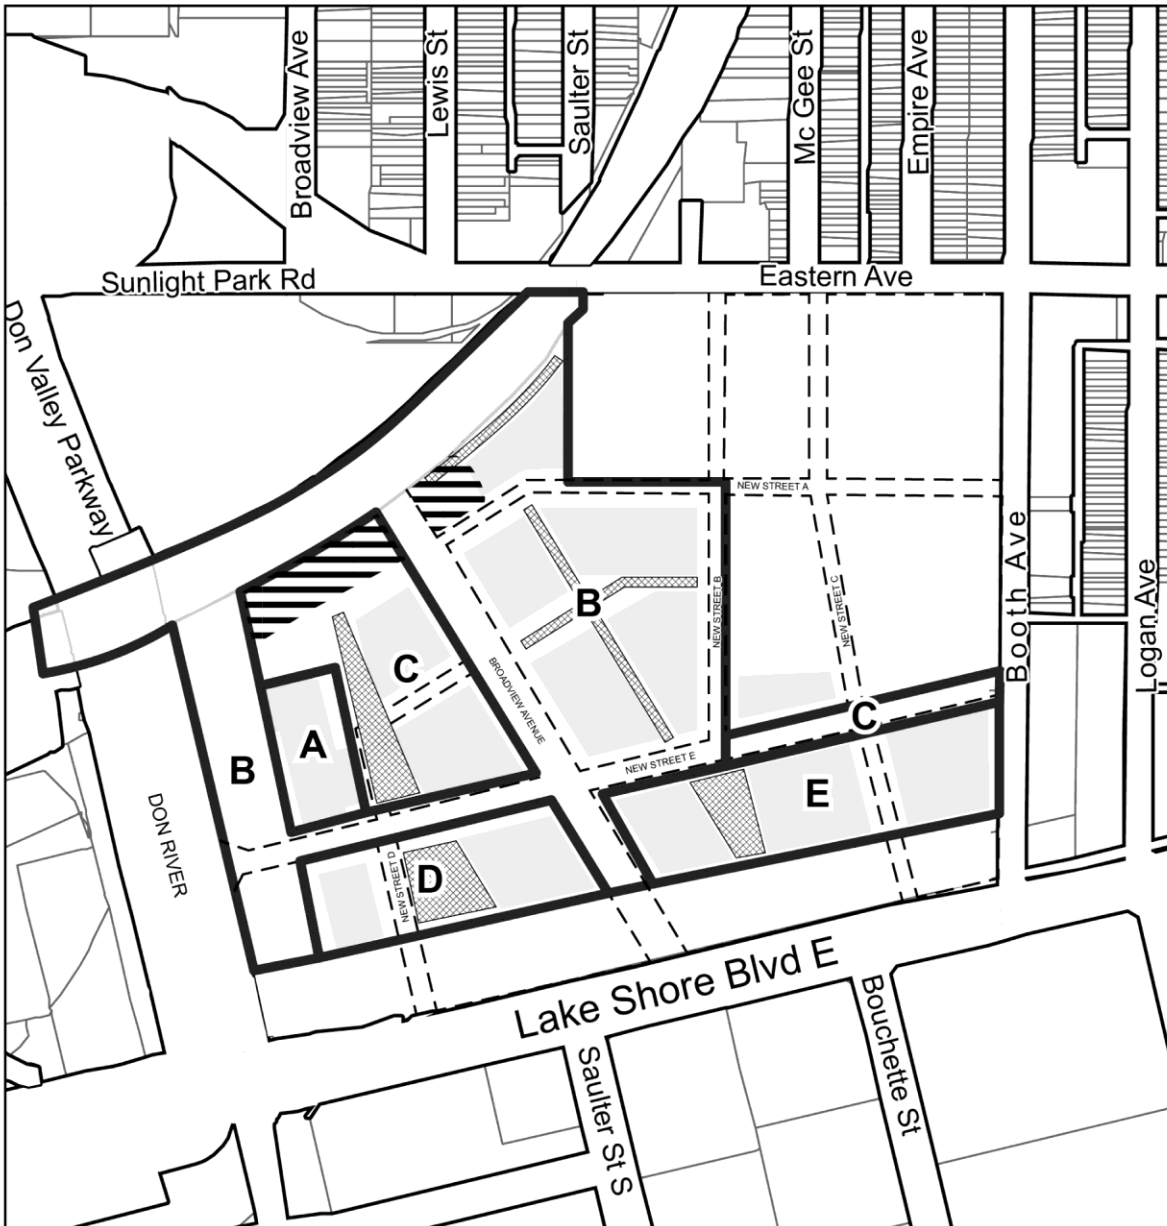 Broadview Ave
Lewis St
Saulter St
Mc Gee St
Empire Ave
Sunlight Park Rd
Eastern Ave
Don Valley Parkway
NEW STREET A
B
NEW STREET B
NEW STREET C
Booth Ave
Logan Ave
C
BROADVIEW AVENUE
C
A
B
NEW STREET E
E
DON RIVER
D
NEW STREET D
Lake Shore Blvd E
Bouchette St
Saulter St S